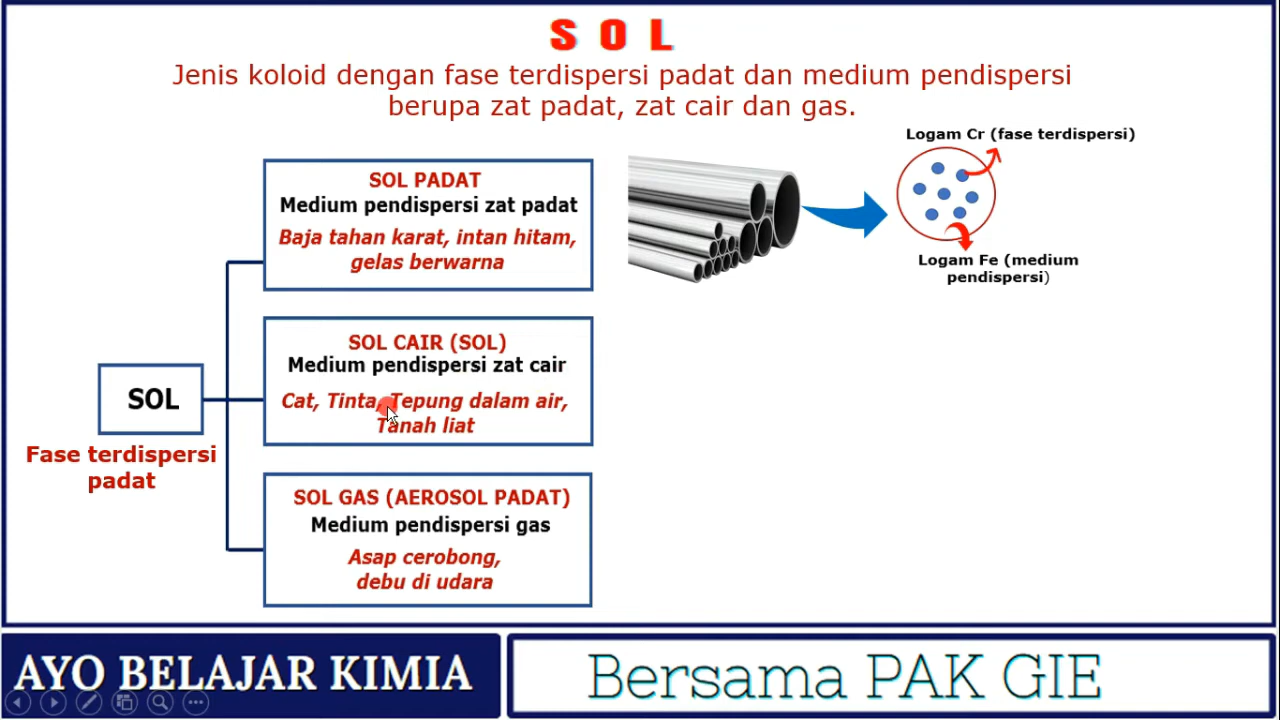 SOL
Jenis koloid dengan fase terdispersi padat dan medium pendispersi
berupa zat padat, zat cair dan gas.
Logam Cr (fase terdispersi)
Logam Fe (medium
pendispersi)
SOL PADAT
Medium pendispersi zat padat
Baja tahan karat, intan hitam,
gelas berwarna
SOL CAIR (SOL)
Medium pendispersi zat cair
Cat, Tinta, Tepung dalam air,
Tanah liat
SOL
Fase terdispersi
padat
SOL GAS (AEROSOL PADAT)
Medium pendispersi gas
Asap cerobong,
debu di udara
AYO BELAJAR KIMIA
Bersama PAK GIE